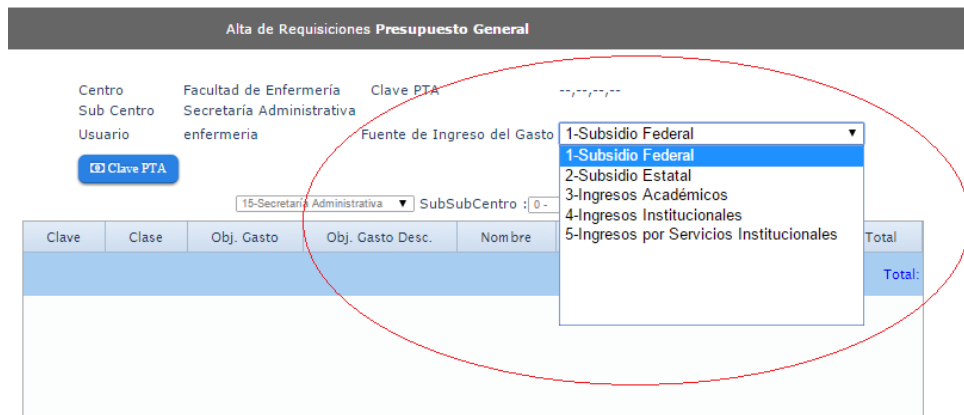 Alta de Requisiciones Presupuesto General
Centro Facultad de Enfermería Clave PTA --,--,--,--
Sub Centro Secretaría Administrativa
Usuario enfermeria Fuente de Ingreso del Gasto 1-Subsidio Federal
Clave PTA
1-Subsidio Federal
2-Subsidio Estatal
3-Ingresos Académicos
4-Ingresos Institucionales
5-Ingresos por Servicios Institucionales
15-Secretaría Administrativa SubSubCentro : 0 -
Clave Clase Obj. Gasto Obj. Gasto Desc. Nombre Total
Total: